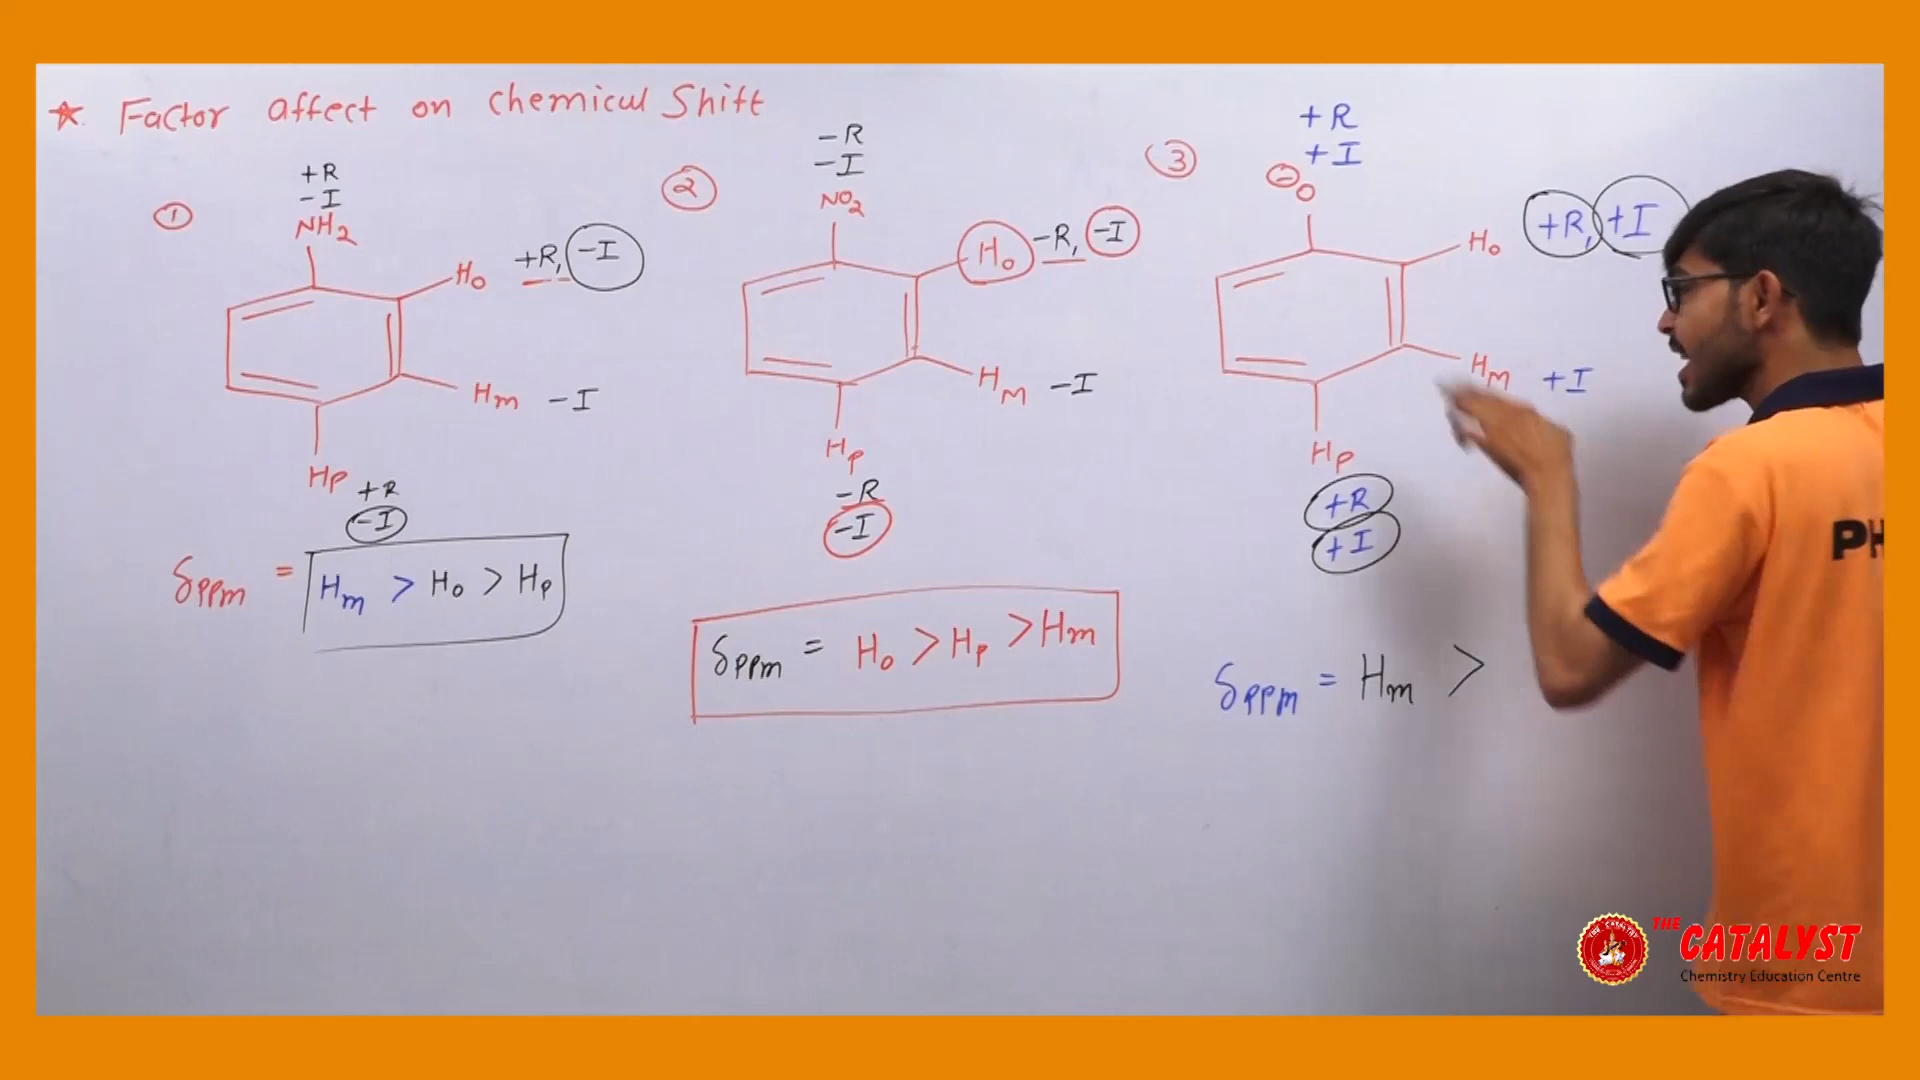 * Factor affect on chemical Shift
①
+R
-I
NH2
Ho
+R, -I
Hm -I
Hp
+R
-I
δppm = Hm > Ho > Hp
②
-R
-I
NO2
Ho -R, -I
Hm -I
Hp
-R
-I
δppm = Ho > Hp > Hm
③
+R
+I
⊖O
Ho
+R, +I
Hm +I
Hp
+R
+I
δppm = Hm >
PH
THE CATALYST
Chemistry Education Centre